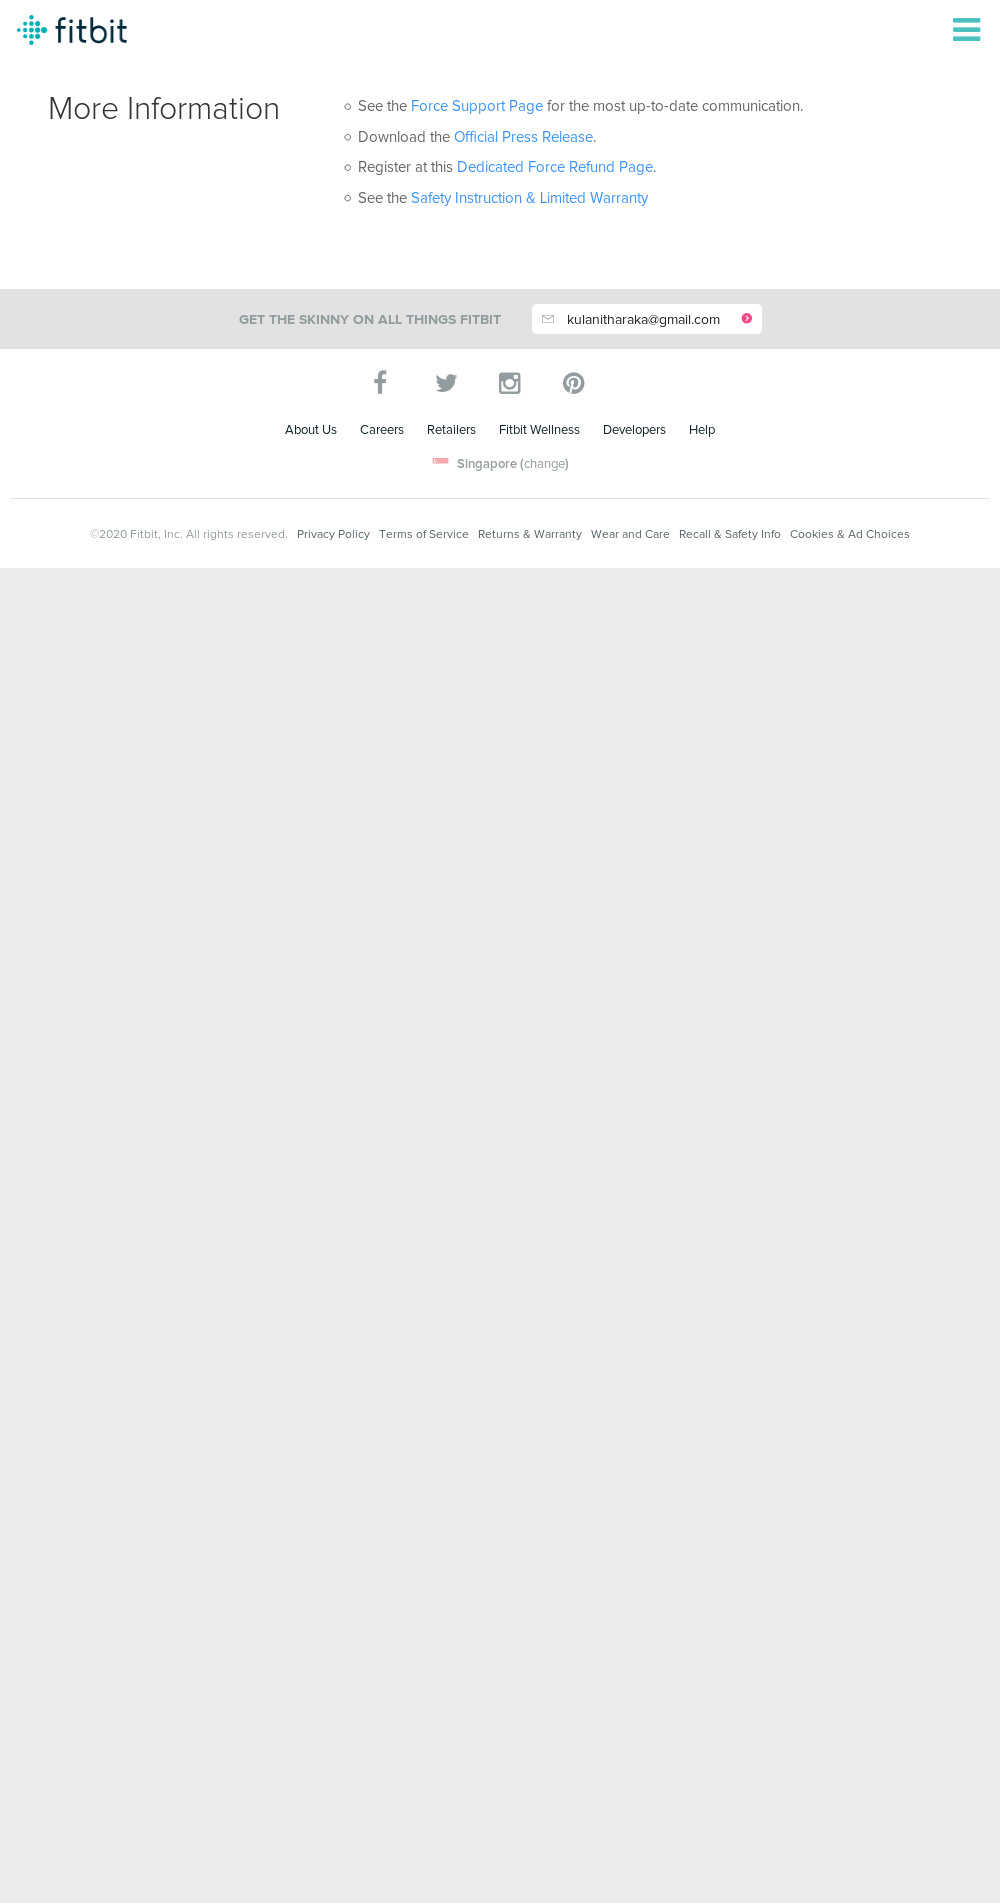 fitbit
More Information
See the Force Support Page for the most up-to-date communication.
Download the Official Press Release.
Register at this Dedicated Force Refund Page.
See the Safety Instruction & Limited Warranty
GET THE SKINNY ON ALL THINGS FITBIT kulanitharaka@gmail.com
About Us Careers Retailers Fitbit Wellness Developers Help
Singapore (change)
©2020 Fitbit, Inc. All rights reserved. Privacy Policy Terms of Service Returns & Warranty Wear and Care Recall & Safety Info Cookies & Ad Choices